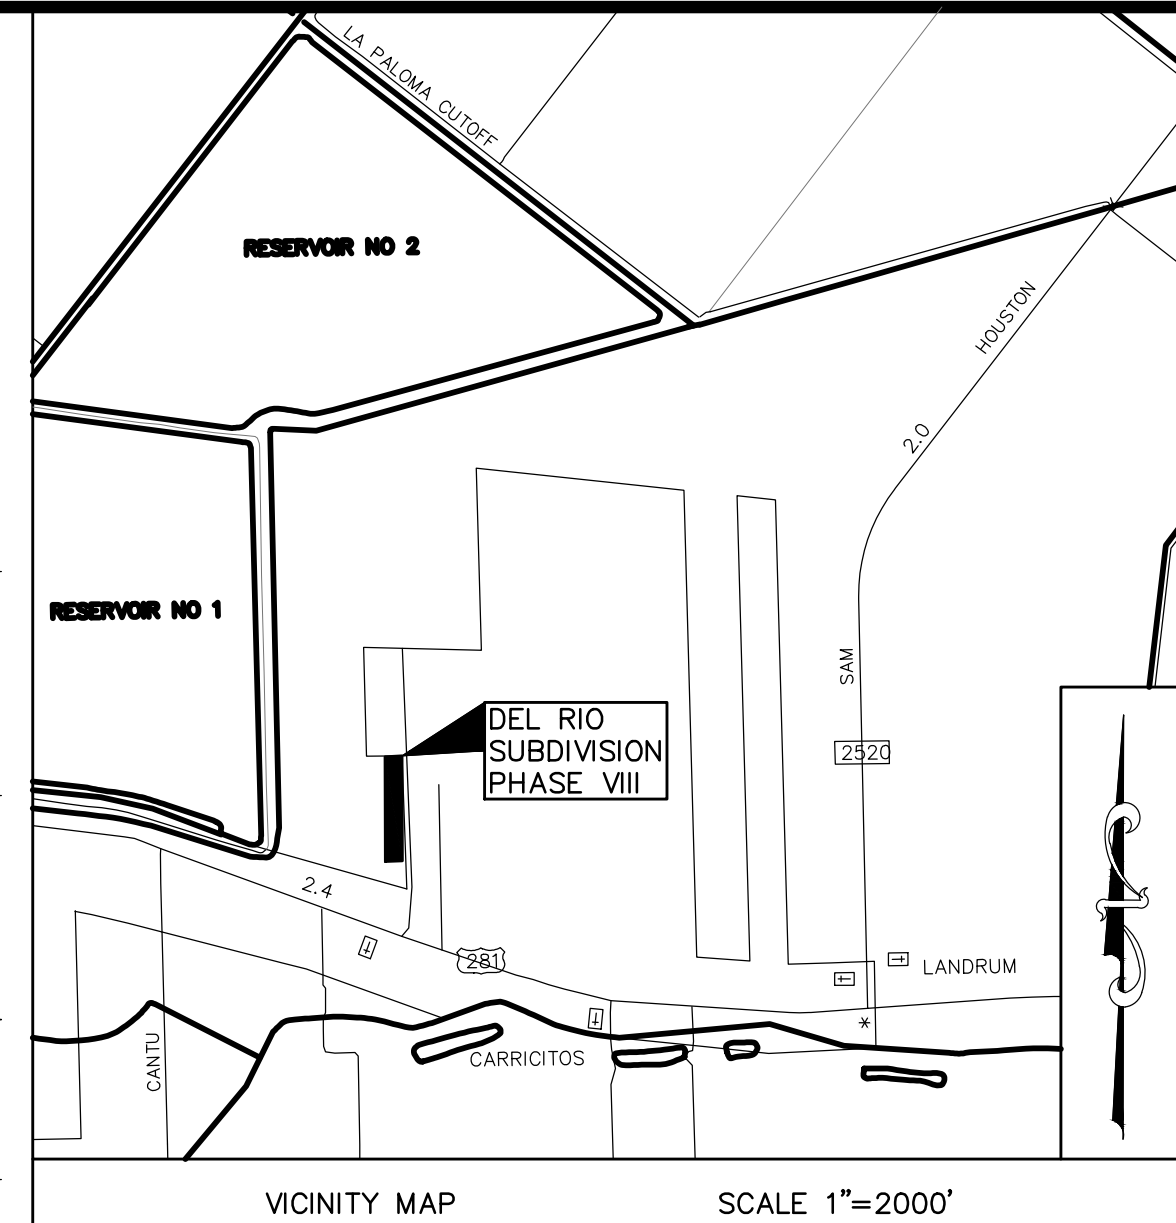 LA PALOMA CUTOFF
RESERVOIR NO 2
HOUSTON
2.0
RESERVOIR NO 1
SAM
DEL RIO
SUBDIVISION
PHASE VIII
2520
2.4
281
LANDRUM
CANTU
CARRICITOS
VICINITY MAP
SCALE 1"=2000'